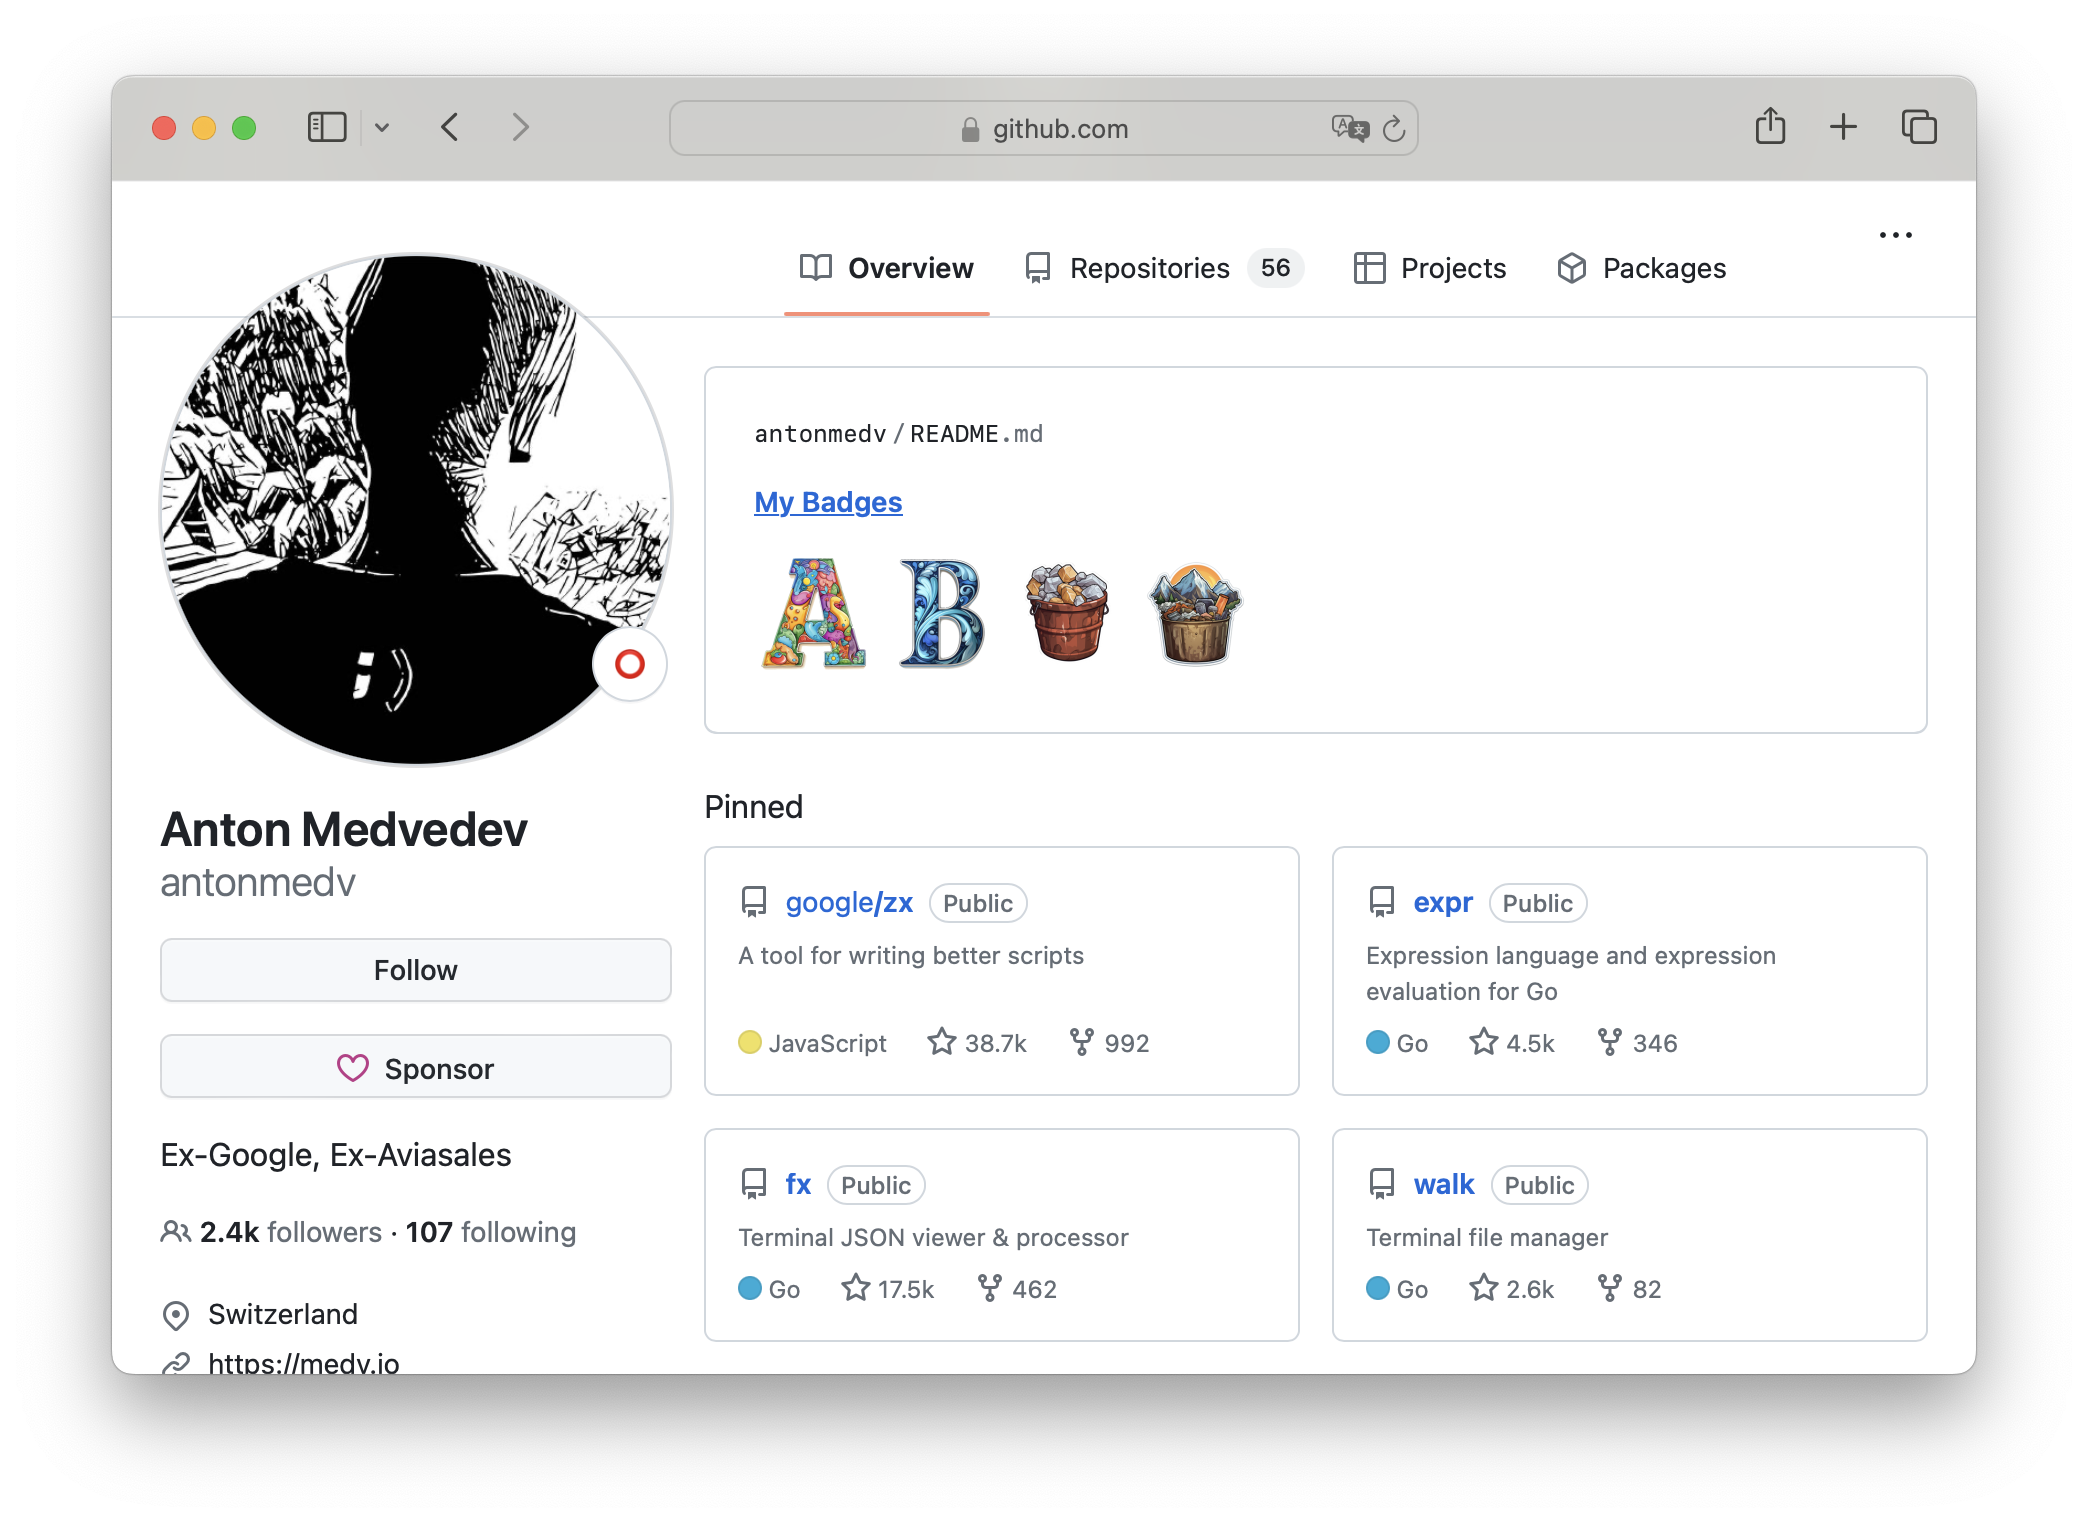 github.com
Overview
Repositories 56
Projects
Packages
antonmedv/README.md
My Badges
A B
;)
Anton Medvedev
antonmedv
Follow
Sponsor
Ex-Google, Ex-Aviasales
2.4k followers · 107 following
Switzerland
https://medv.io
Pinned
google/zx Public
A tool for writing better scripts
JavaScript 38.7k 992
expr Public
Expression language and expression
evaluation for Go
Go 4.5k 346
fx Public
Terminal JSON viewer & processor
Go 17.5k 462
walk Public
Terminal file manager
Go 2.6k 82